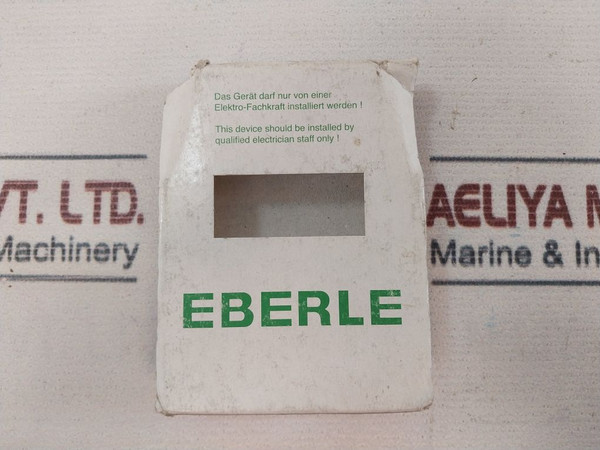 Das Gerät darf nur von einer
Elektro-Fachkraft installiert werden !
This device should be installed by
qualified electrician staff only !
VT. LTD.
AELIYA M
Machinery
Marine & In
EBERLE